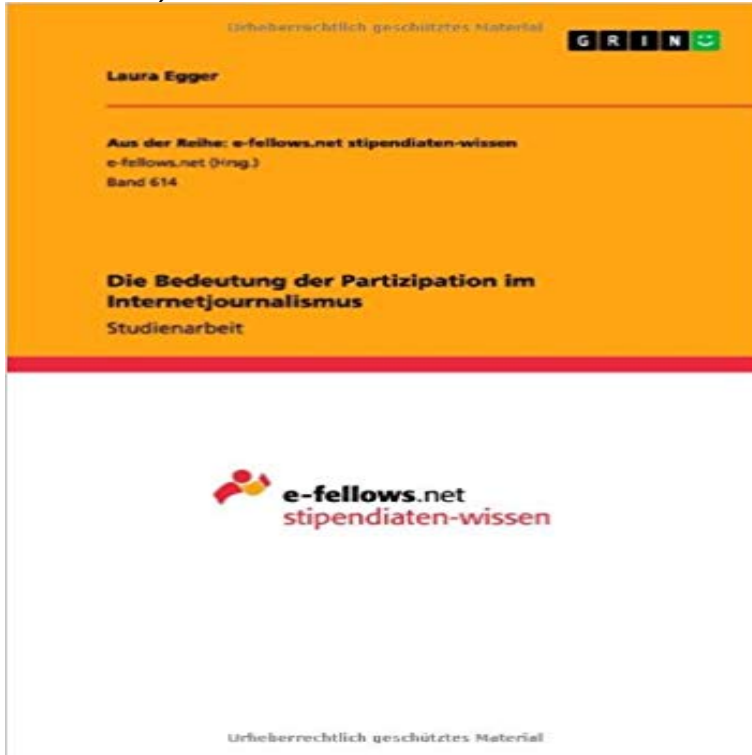 Urheberrechtlich geschütztes Material
GRIN
Laura Egger
Aus der Reihe: e-fellows.net stipendiaten-wissen
e-fellows.net (Hrsg.)
Band 614
Die Bedeutung der Partizipation im
Internetjournalismus
Studienarbeit
e-fellows.net
stipendiaten-wissen
Urheberrechtlich geschütztes Material